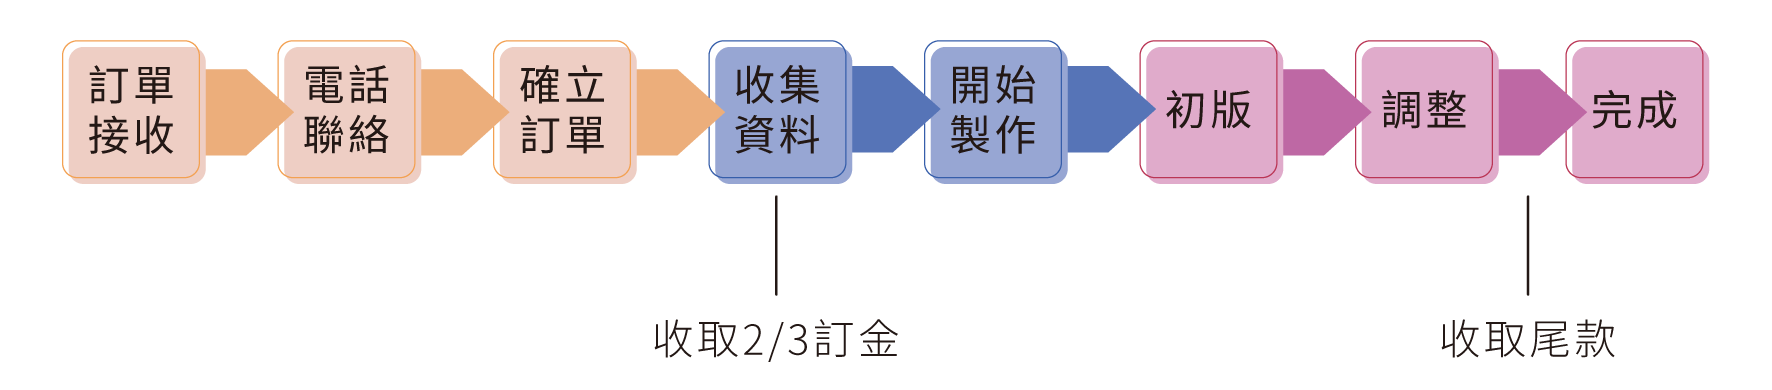 訂單
接收
電話
聯絡
確立
訂單
收集
資料
開始
製作
初版
調整
完成
收取2/3訂金
收取尾款